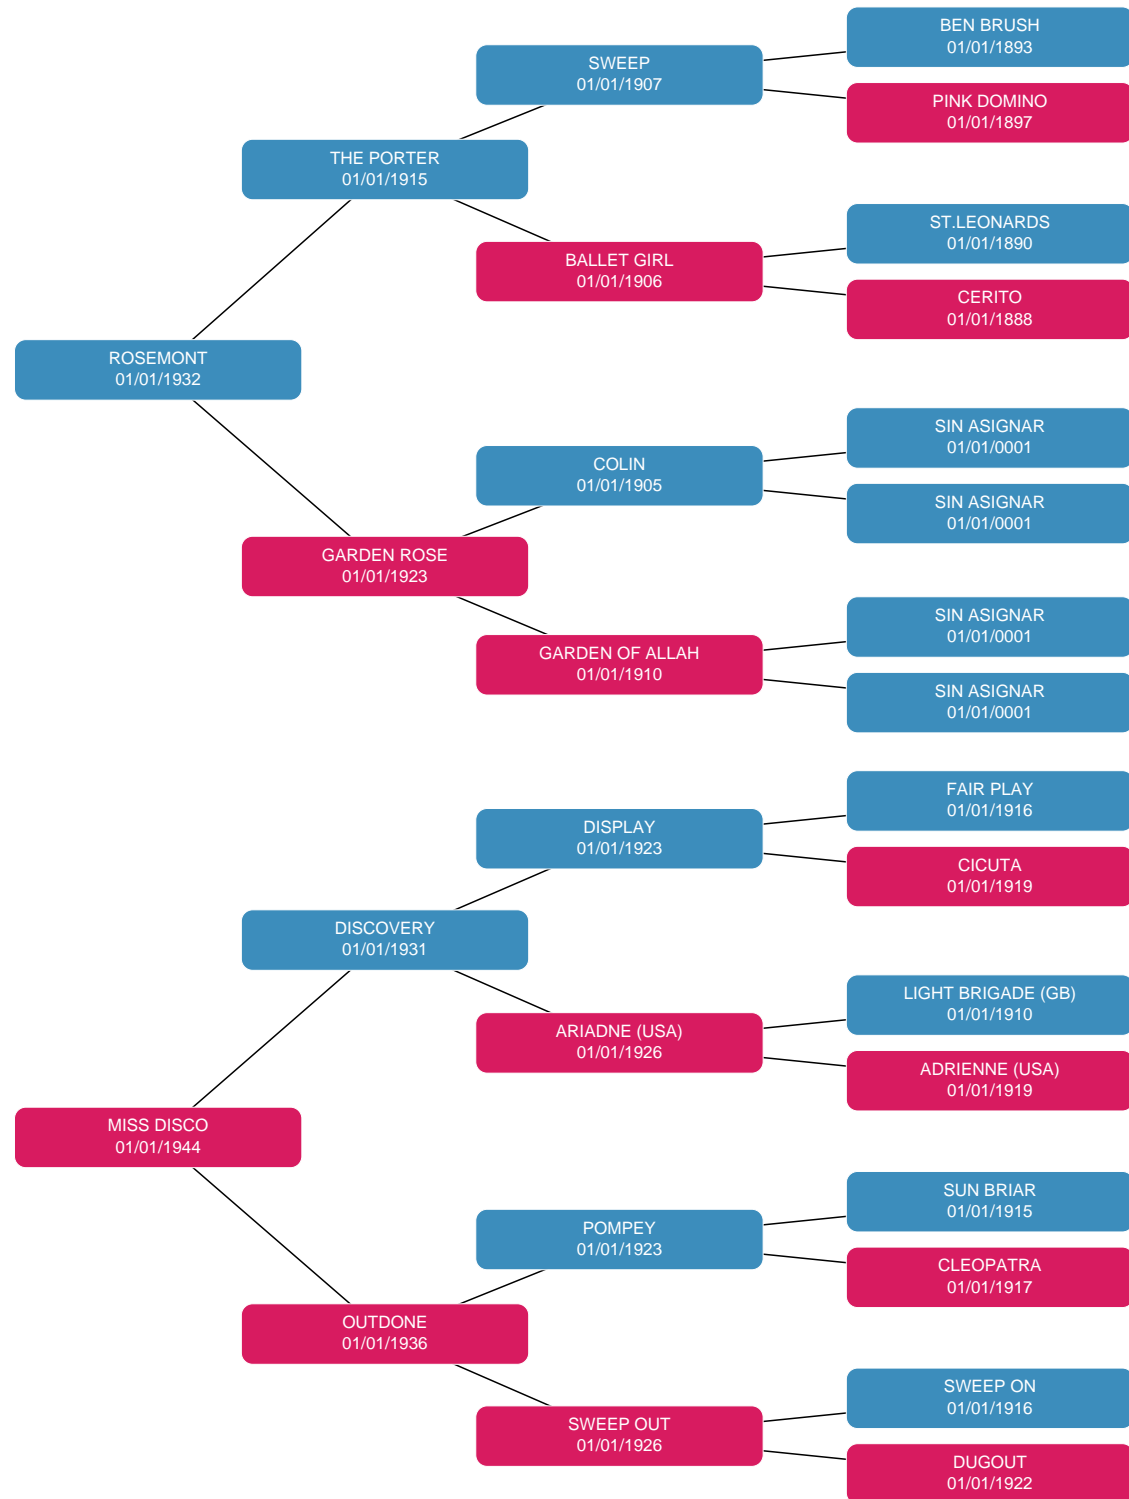 BEN BRUSH
01/01/1893
SWEEP
01/01/1907
PINK DOMINO
01/01/1897
THE PORTER
01/01/1915
ST.LEONARDS
01/01/1890
BALLET GIRL
01/01/1906
CERITO
01/01/1888
ROSEMONT
01/01/1932
SIN ASIGNAR
01/01/0001
COLIN
01/01/1905
SIN ASIGNAR
01/01/0001
GARDEN ROSE
01/01/1923
SIN ASIGNAR
01/01/0001
GARDEN OF ALLAH
01/01/1910
SIN ASIGNAR
01/01/0001
FAIR PLAY
01/01/1916
DISPLAY
01/01/1923
CICUTA
01/01/1919
DISCOVERY
01/01/1931
LIGHT BRIGADE (GB)
01/01/1910
ARIADNE (USA)
01/01/1926
ADRIENNE (USA)
01/01/1919
MISS DISCO
01/01/1944
SUN BRIAR
01/01/1915
POMPEY
01/01/1923
CLEOPATRA
01/01/1917
OUTDONE
01/01/1936
SWEEP ON
01/01/1916
SWEEP OUT
01/01/1926
DUGOUT
01/01/1922